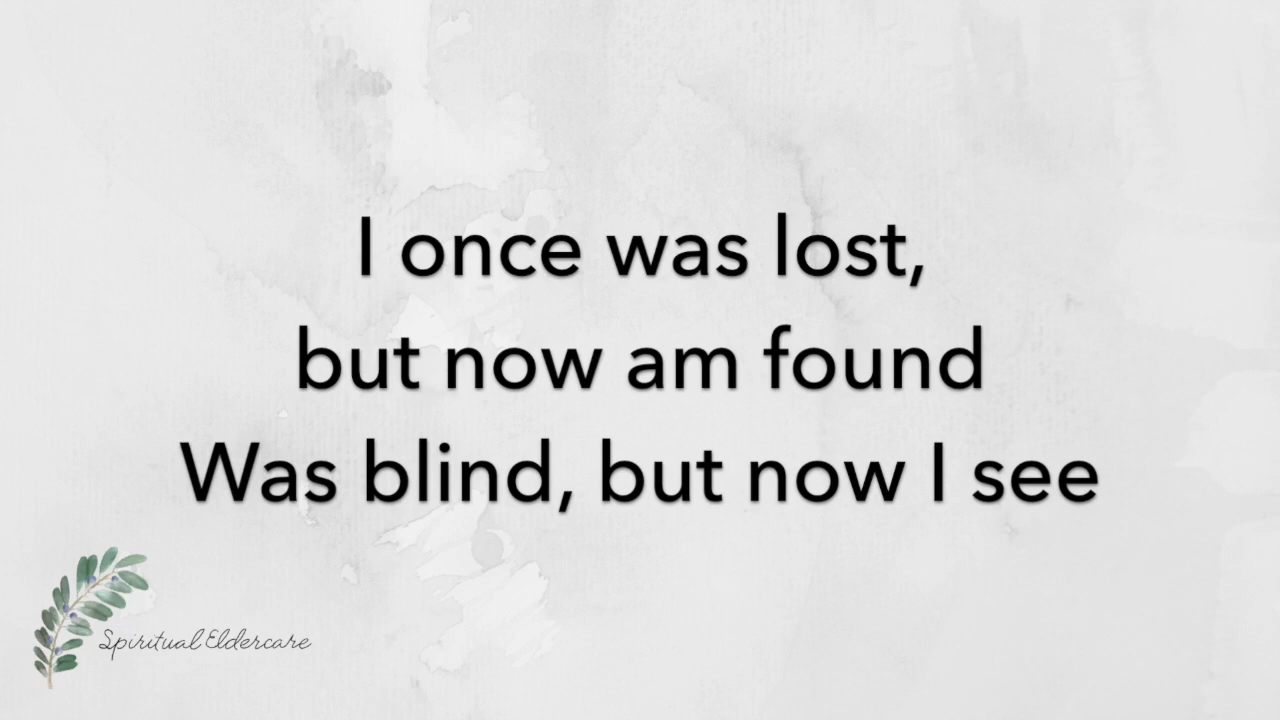 I once was lost,
but now am found
Was blind, but now I see
Spiritual Eldercare